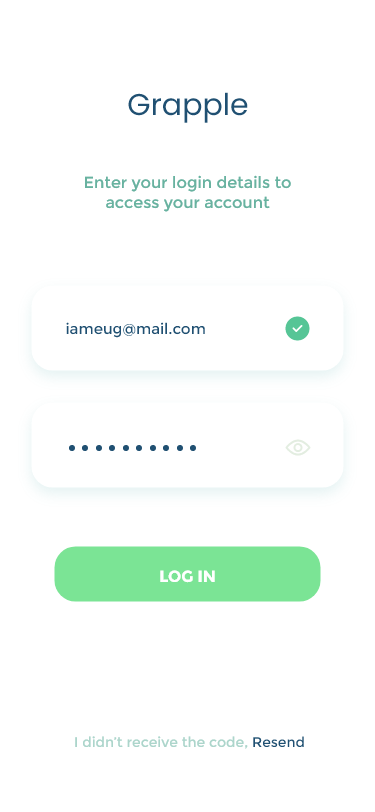 Grapple
Enter your login details to
access your account
iameug@mail.com
LOG IN
I didn't receive the code, Resend